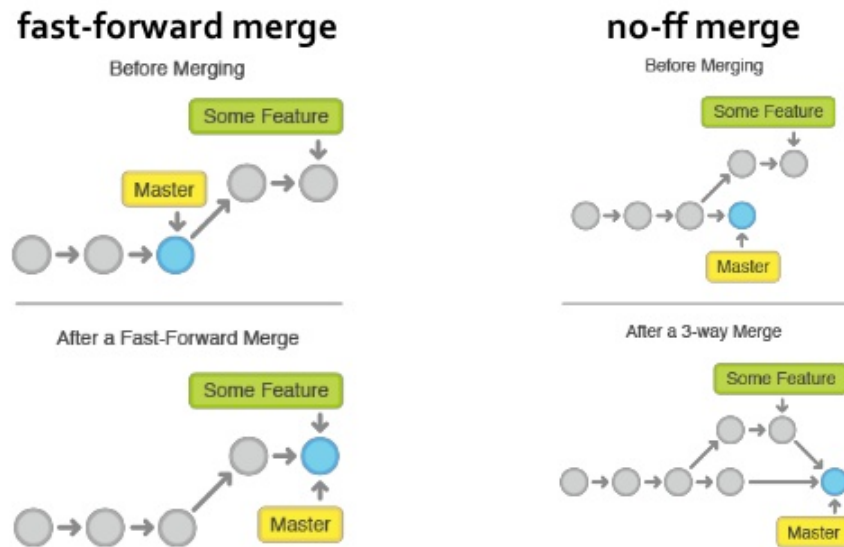 fast-forward merge
Before Merging
Some Feature
Master
After a Fast-Forward Merge
Some Feature
Master
no-ff merge
Before Merging
Some Feature
Master
After a 3-way Merge
Some Feature
Master